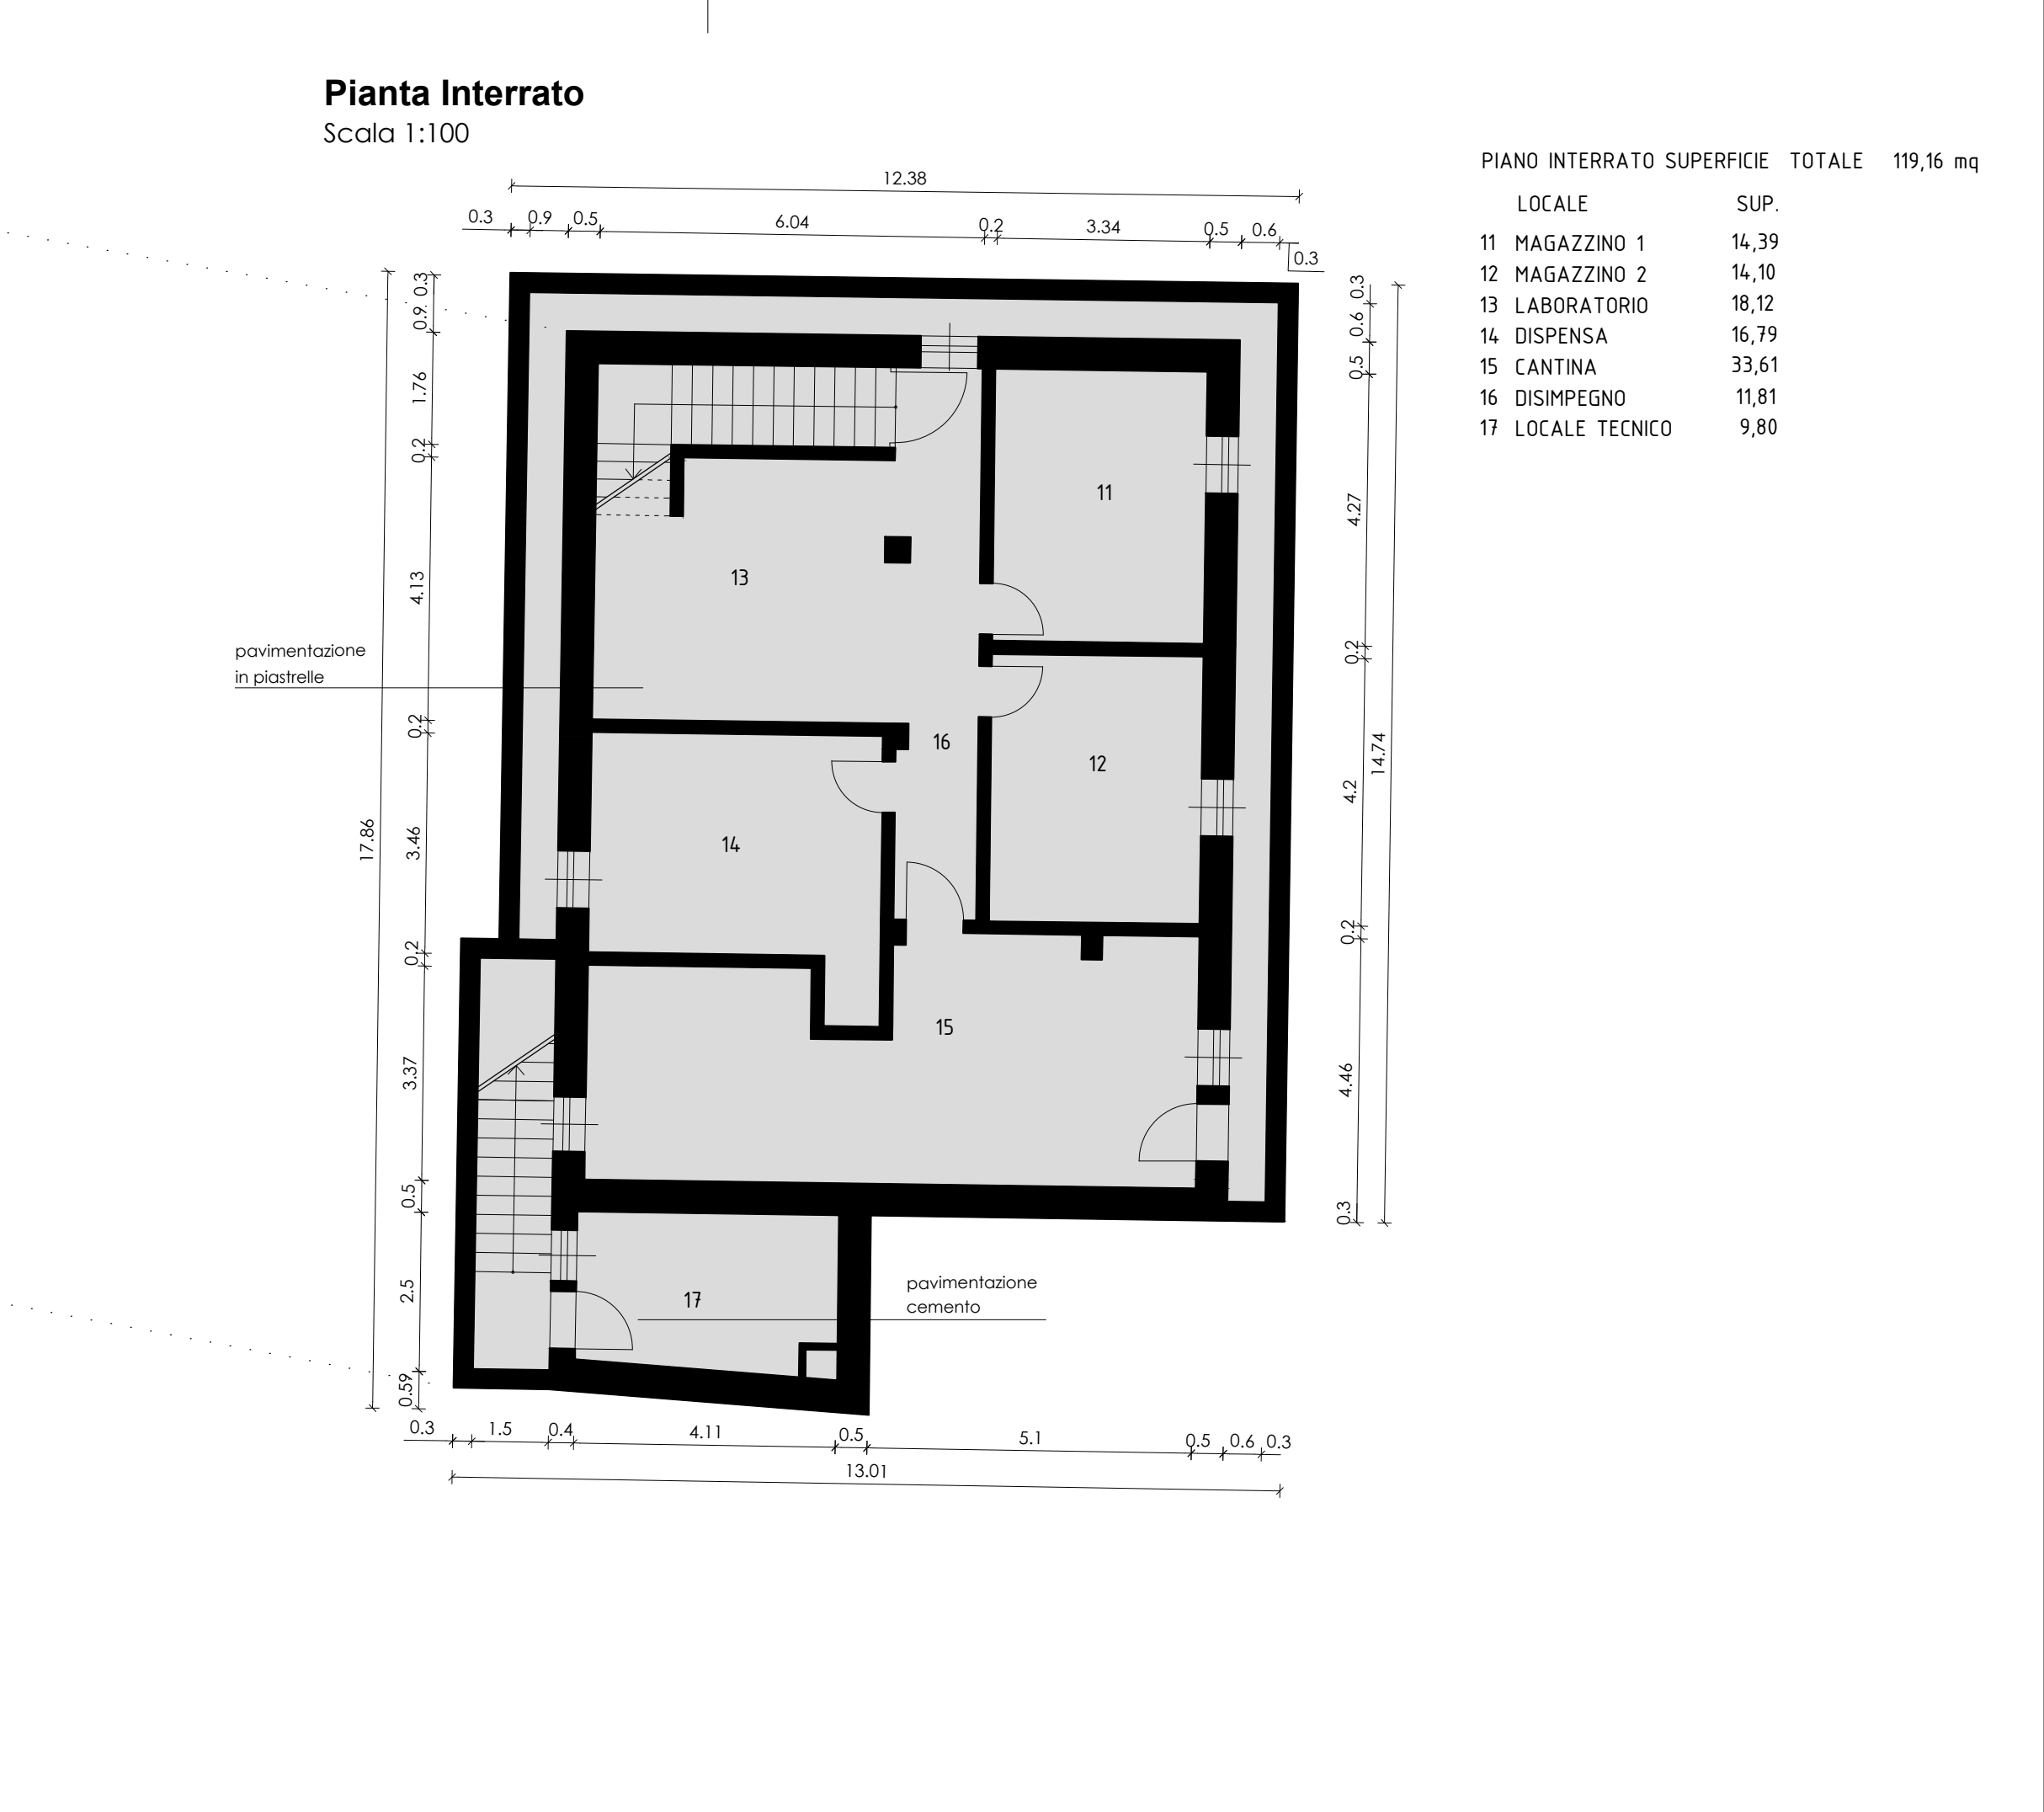 Pianta Interrato
Scala 1:100
PIANO INTERRATO SUPERFICIE TOTALE 119,16 mq
LOCALE SUP.
11 MAGAZZINO 1 14,39
12 MAGAZZINO 2 14,10
13 LABORATORIO 18,12
14 DISPENSA 16,79
15 CANTINA 33,61
16 DISIMPEGNO 11,81
17 LOCALE TECNICO 9,80
12.38
0.3 0.9 0.5 6.04 0.2 3.34 0.5 0.6
0.3
0.3
0.9
1.76
0.2
4.13
0.2
3.46
0.2
3.37
0.5
2.5
0.59
17.86
0.3
0.6
0.5
4.27
0.2
4.2
0.2
4.46
0.3
14.74
11
13
pavimentazione
in piastrelle
16
12
14
15
17
pavimentazione
cemento
0.3 1.5 0.4 4.11 0.5 5.1 0.5 0.6 0.3
13.01